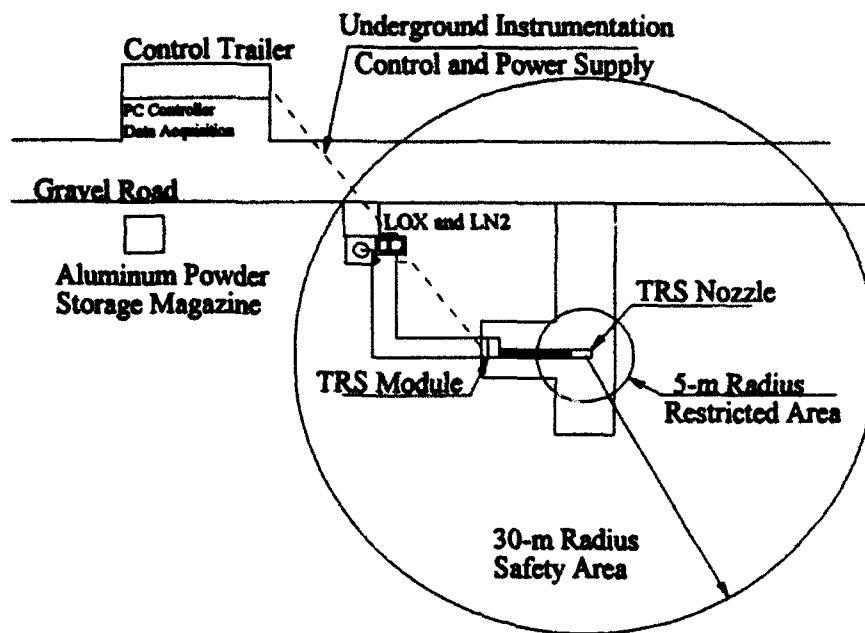 Underground Instrumentation
Control and Power Supply
Control Trailer
PC Controller
Data Acquisition
Gravel Road
LOX and LN2
Aluminum Powder
Storage Magazine
TRS Nozzle
TRS Module
5-m Radius
Restricted Area
30-m Radius
Safety Area